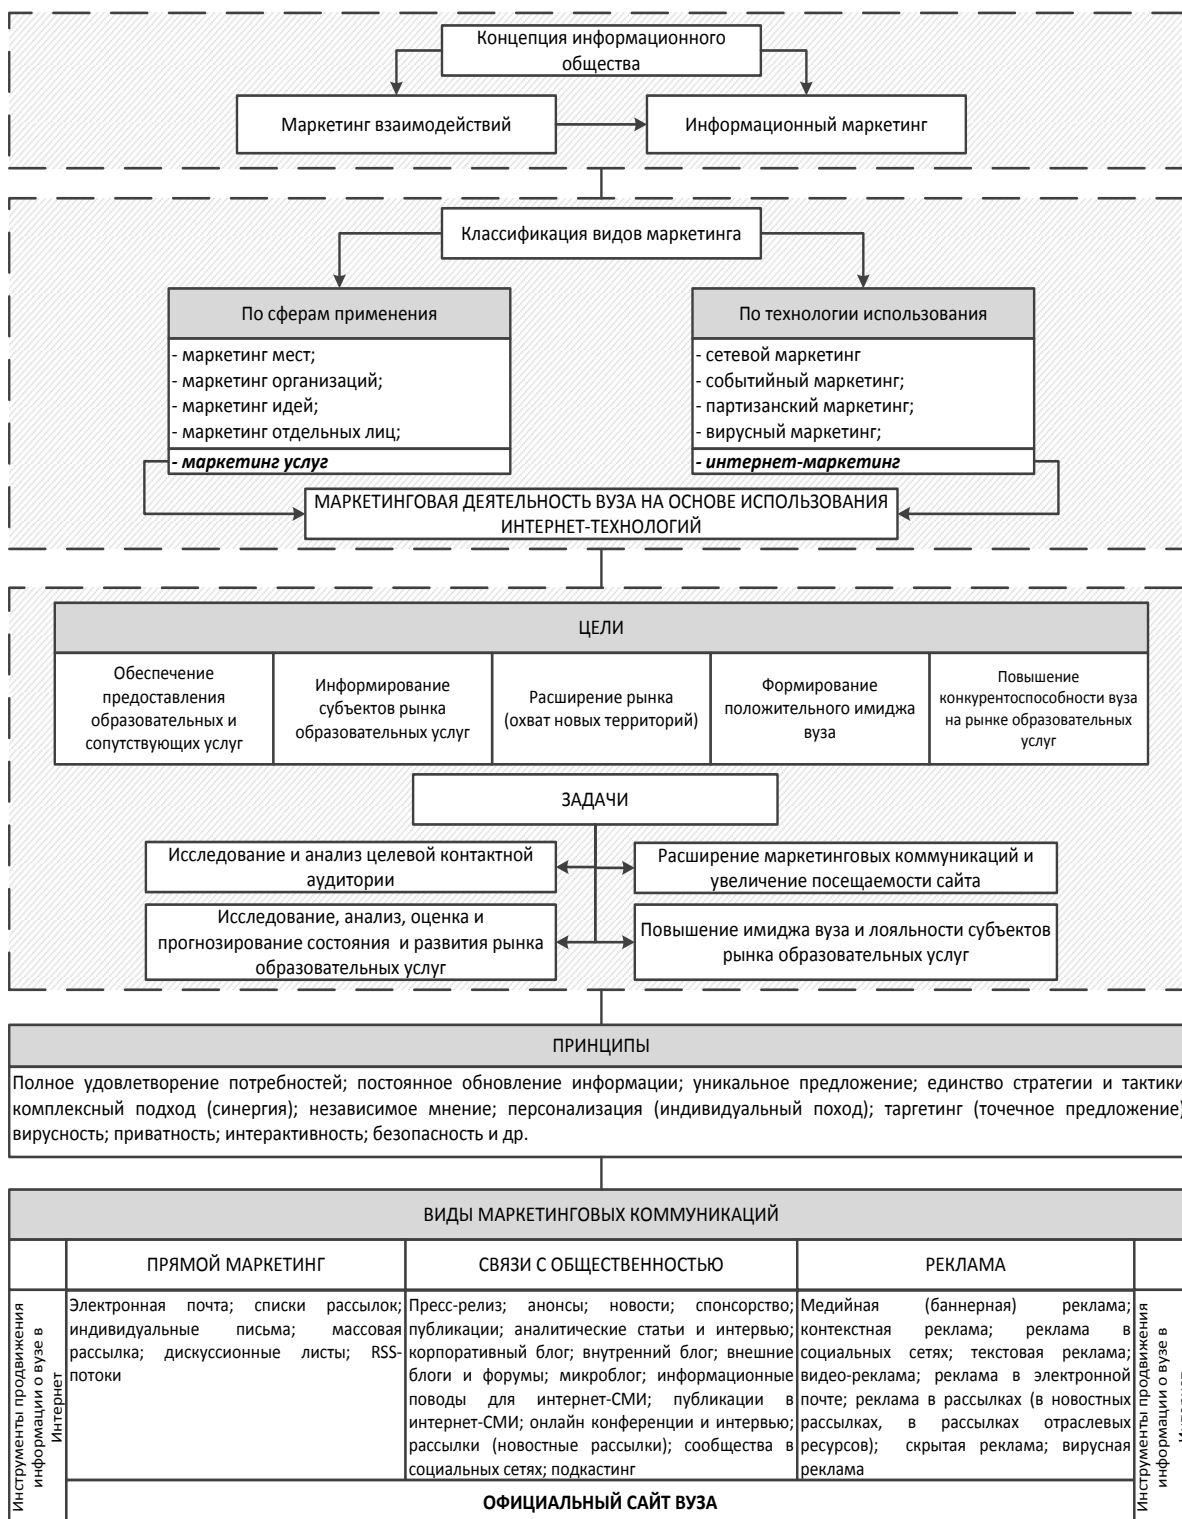 Концепция информационного
общества
Маркетинг взаимодействий
Информационный маркетинг
Классификация видов маркетинга
По сферам применения
- маркетинг мест;
- маркетинг организаций;
- маркетинг идей;
- маркетинг отдельных лиц;
- маркетинг услуг
По технологии использования
- сетевой маркетинг
- событийный маркетинг;
- партизанский маркетинг;
- вирусный маркетинг;
- интернет-маркетинг
МАРКЕТИНГОВАЯ ДЕЯТЕЛЬНОСТЬ ВУЗА НА ОСНОВЕ ИСПОЛЬЗОВАНИЯ
ИНТЕРНЕТ-ТЕХНОЛОГИЙ
ЦЕЛИ
Обеспечение
предоставления
образовательных и
сопутствующих услуг
Информирование
субъектов рынка
образовательных услуг
Расширение рынка
(охват новых территорий)
Формирование
положительного имиджа
вуза
Повышение
конкурентоспособности вуза
на рынке образовательных
услуг
ЗАДАЧИ
Исследование и анализ целевой контактной
аудитории
Расширение маркетинговых коммуникаций и
увеличение посещаемости сайта
Исследование, анализ, оценка и
прогнозирование состояния и развития рынка
образовательных услуг
Повышение имиджа вуза и лояльности субъектов
рынка образовательных услуг
ПРИНЦИПЫ
Полное удовлетворение потребностей; постоянное обновление информации; уникальное предложение; единство стратегии и тактики
комплексный подход (синергия); независимое мнение; персонализация (индивидуальный поход); таргетинг (точечное предложение)
вирусность; приватность; интерактивность; безопасность и др.
ВИДЫ МАРКЕТИНГОВЫХ КОММУНИКАЦИЙ
Инструменты продвижения
информации о вузе в
Интернет
ПРЯМОЙ МАРКЕТИНГ
Электронная почта; списки рассылок;
индивидуальные письма; массовая
рассылка; дискуссионные листы; RSS-
потоки
СВЯЗИ С ОБЩЕСТВЕННОСТЬЮ
Пресс-релиз; анонсы; новости; спонсорство;
публикации; аналитические статьи и интервью;
корпоративный блог; внутренний блог; внешние
блоги и форумы; микроблог; информационные
поводы для интернет-СМИ; публикации в
интернет-СМИ; онлайн конференции и интервью;
рассылки (новостные рассылки); сообщества в
социальных сетях; подкастинг
РЕКЛАМА
Медийная (баннерная) реклама;
контекстная реклама; реклама в
социальных сетях; текстовая реклама;
видео-реклама; реклама в электронной
почте; реклама в рассылках (в новостных
рассылках, в рассылках отраслевых
ресурсов); скрытая реклама; вирусная
реклама
Инструменты продвижения
информации о вузе в
ОФИЦИАЛЬНЫЙ САЙТ ВУЗА